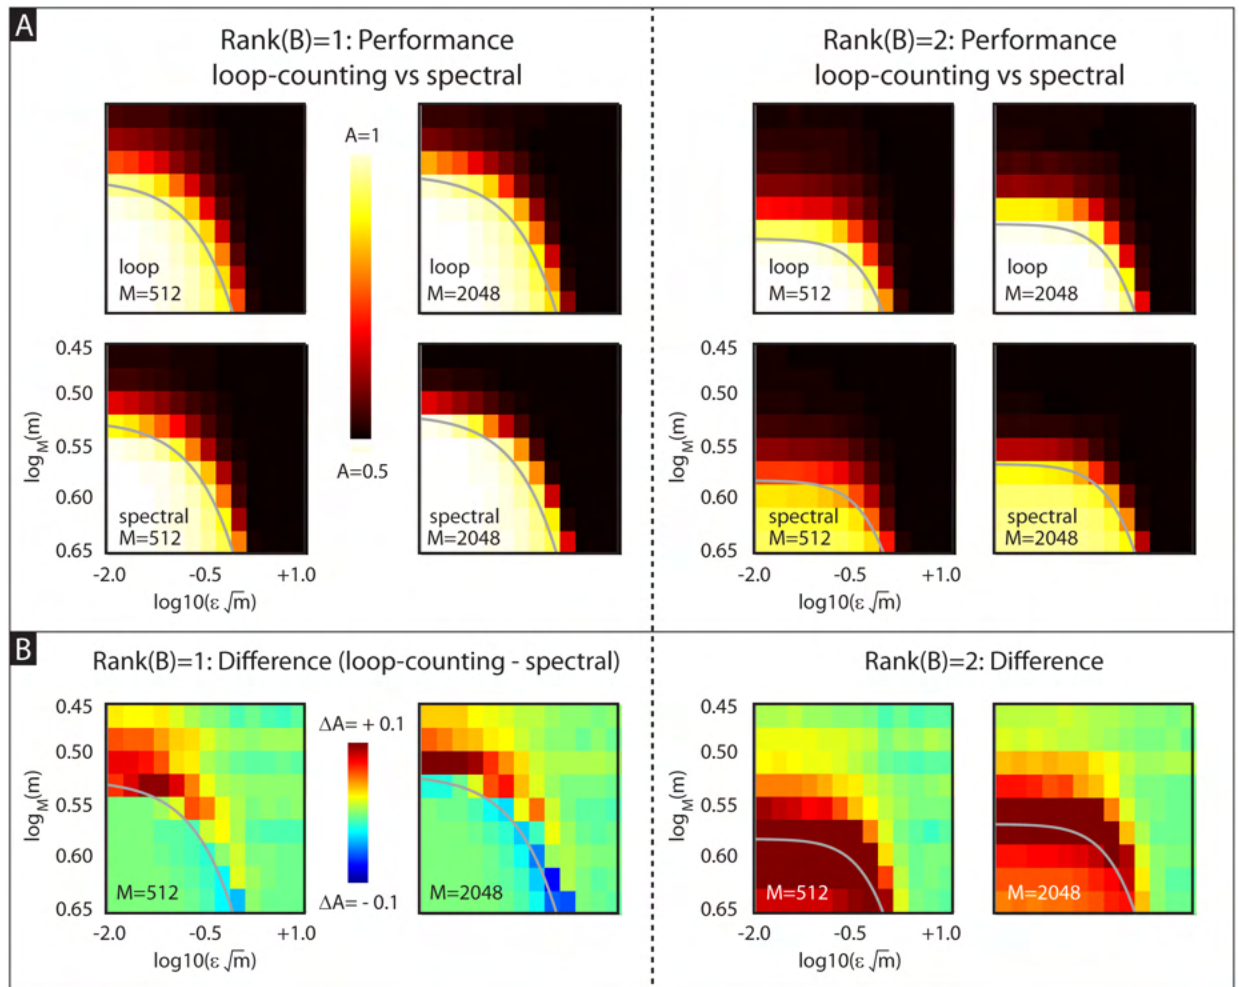 A
Rank(B)=1: Performance
loop-counting vs spectral
Rank(B)=2: Performance
loop-counting vs spectral
A=1
A=0.5
loop
M=512
loop
M=2048
loop
M=512
loop
M=2048
0.45
0.50
0.55
0.60
0.65
log_M(m)
spectral
M=512
-2.0 -0.5 +1.0
log10(ε √m)
spectral
M=2048
0.45
0.50
0.55
0.60
0.65
log_M(m)
spectral
M=512
-2.0 -0.5 +1.0
log10(ε √m)
spectral
M=2048
B
Rank(B)=1: Difference (loop-counting - spectral)
Rank(B)=2: Difference
0.45
0.50
0.55
0.60
0.65
log_M(m)
M=512
-2.0 -0.5 +1.0
log10(ε √m)
ΔA= + 0.1
ΔA= - 0.1
M=2048
0.45
0.50
0.55
0.60
0.65
log_M(m)
M=512
-2.0 -0.5 +1.0
log10(ε √m)
M=2048